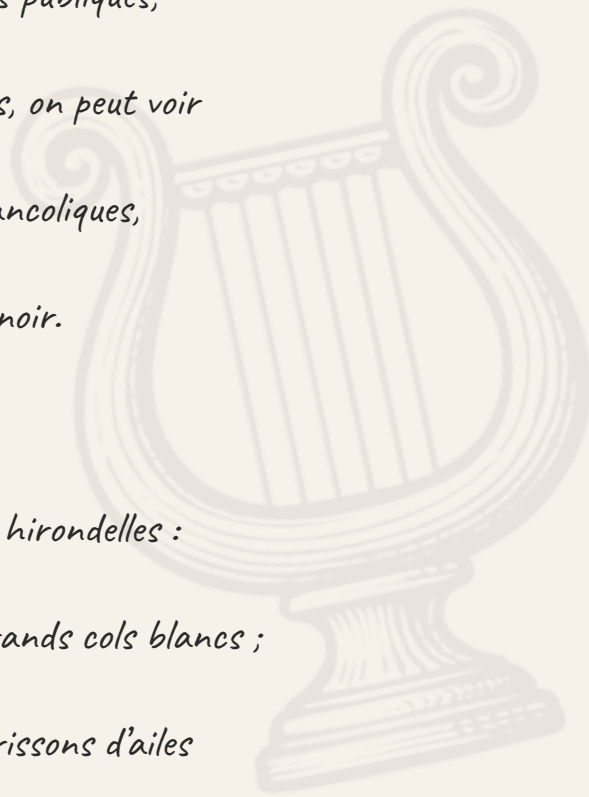 publiques,
on peut voir
ancoliques,
noir.
hirondelles :
ands cols blancs ;
rissons d’ailes